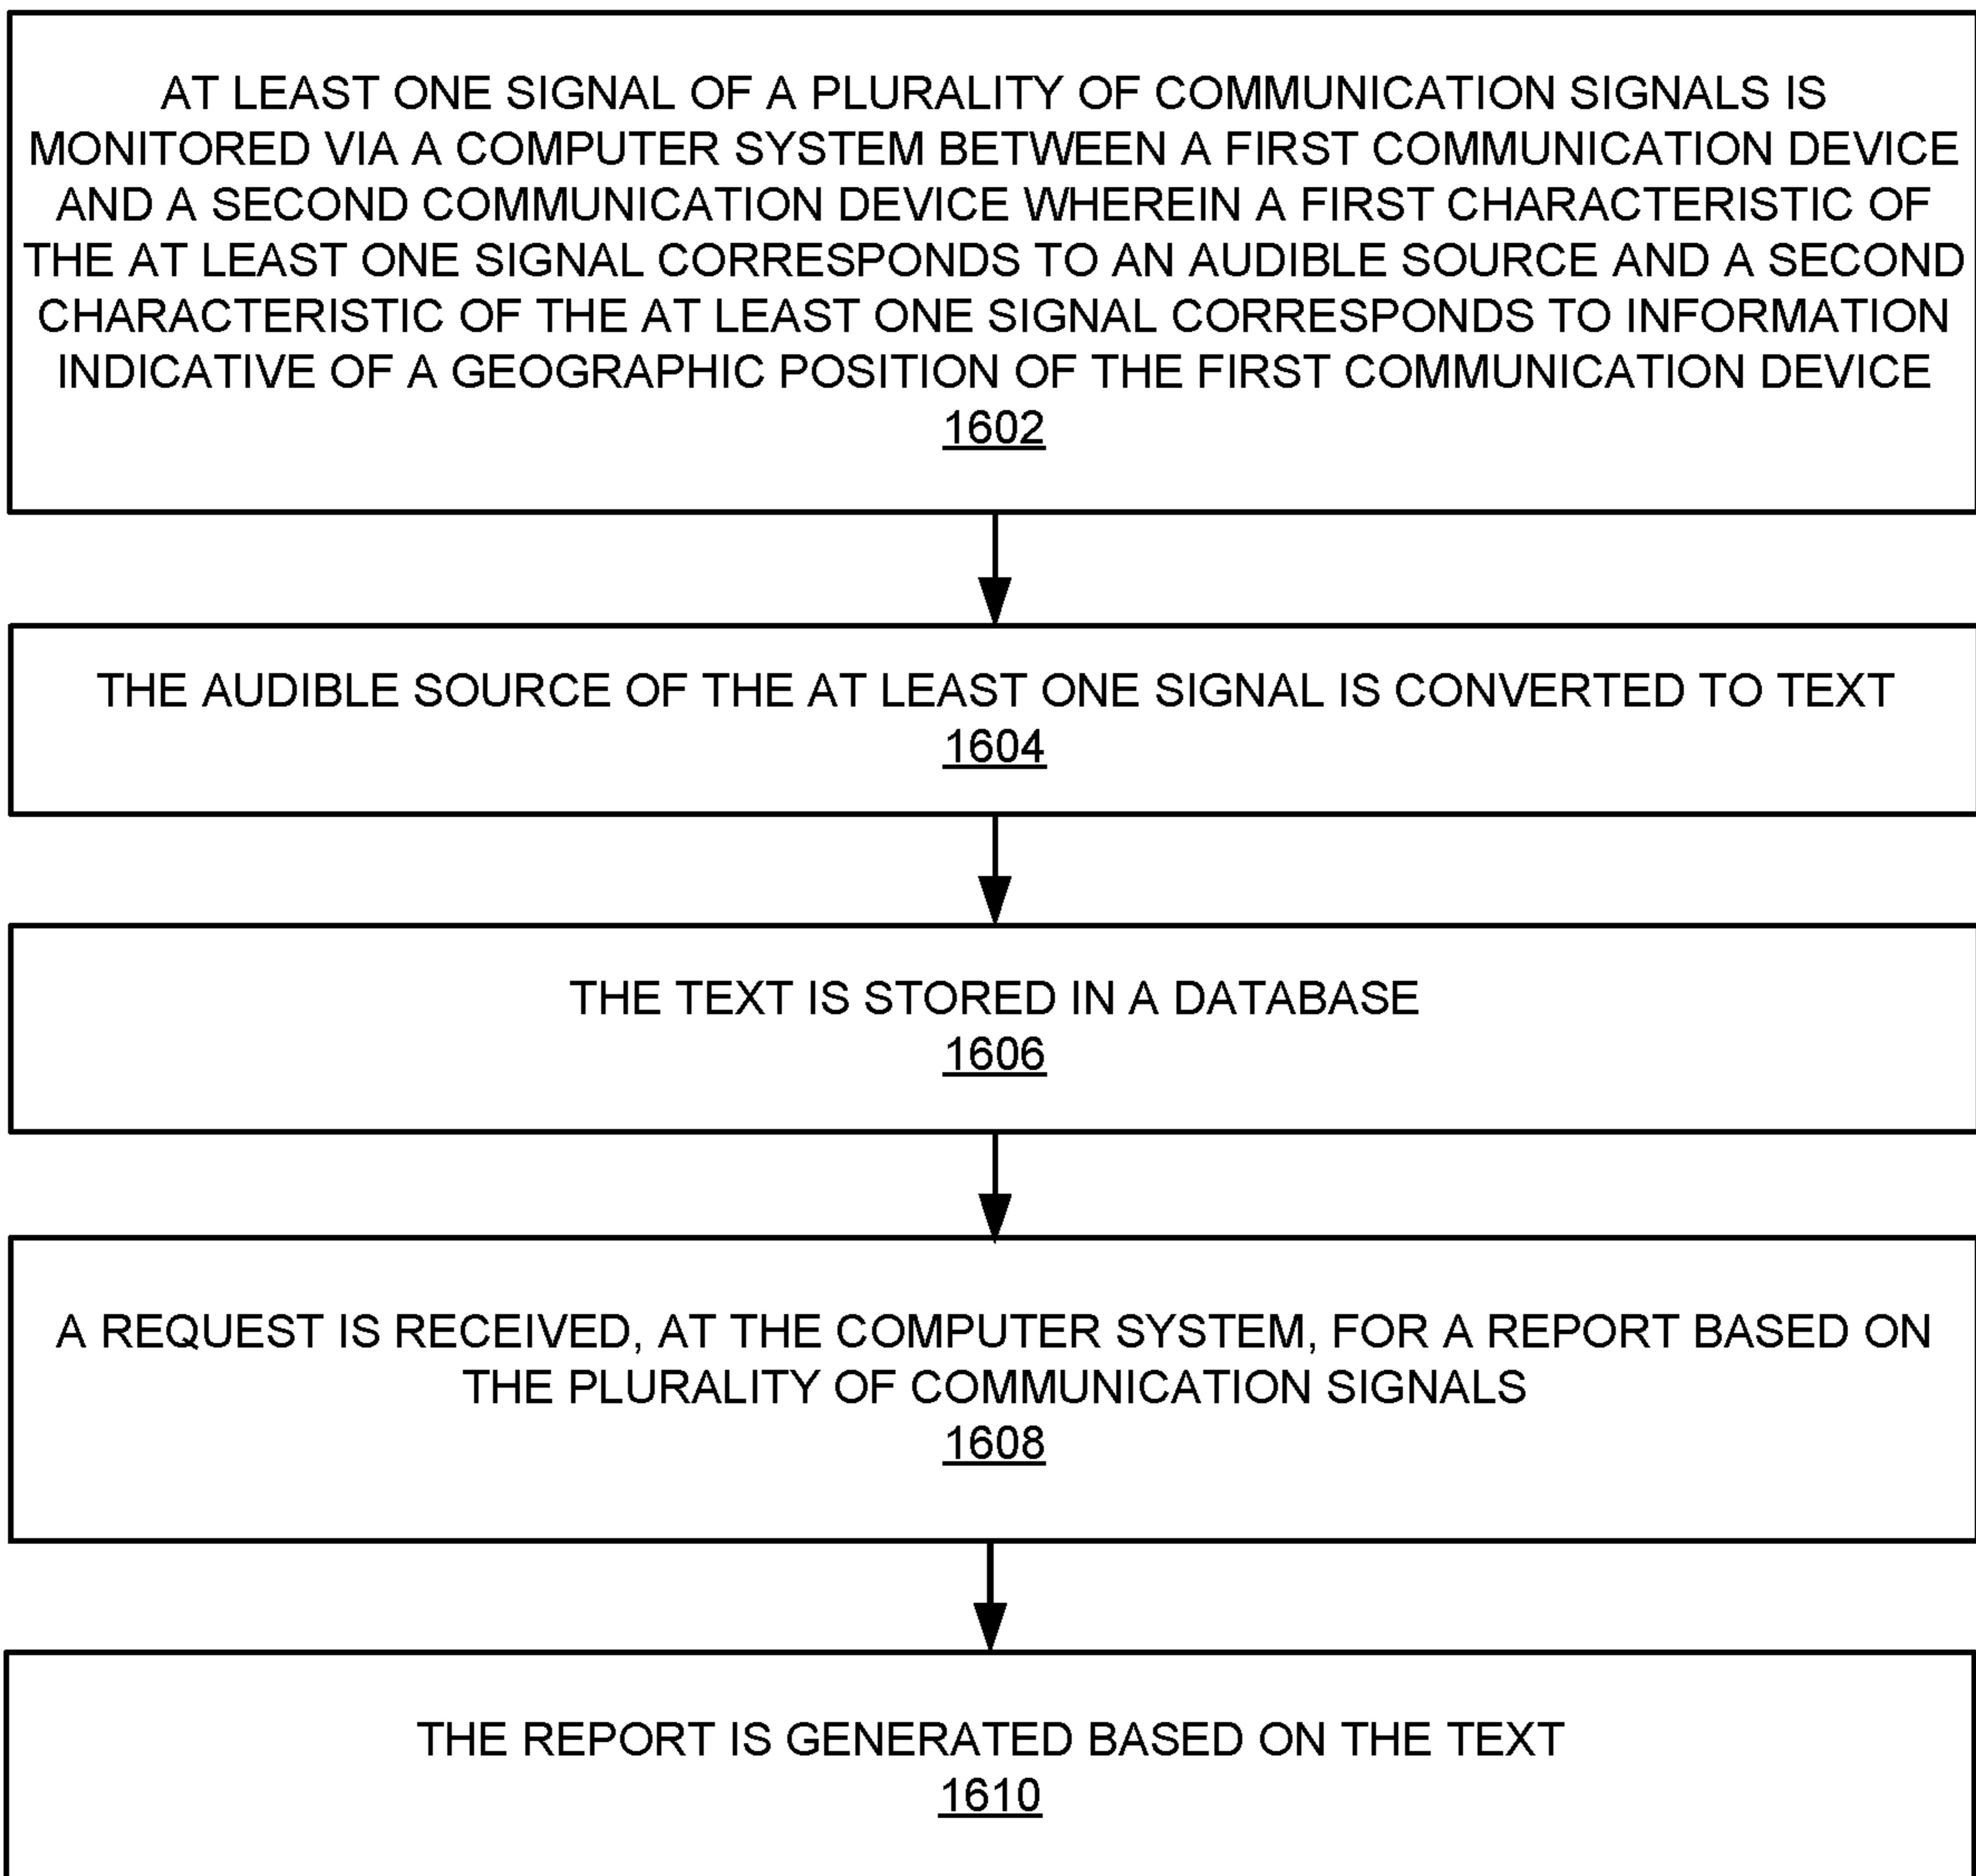 AT LEAST ONE SIGNAL OF A PLURALITY OF COMMUNICATION SIGNALS IS
MONITORED VIA A COMPUTER SYSTEM BETWEEN A FIRST COMMUNICATION DEVICE
AND A SECOND COMMUNICATION DEVICE WHEREIN A FIRST CHARACTERISTIC OF
THE AT LEAST ONE SIGNAL CORRESPONDS TO AN AUDIBLE SOURCE AND A SECOND
CHARACTERISTIC OF THE AT LEAST ONE SIGNAL CORRESPONDS TO INFORMATION
INDICATIVE OF A GEOGRAPHIC POSITION OF THE FIRST COMMUNICATION DEVICE
1602
THE AUDIBLE SOURCE OF THE AT LEAST ONE SIGNAL IS CONVERTED TO TEXT
1604
THE TEXT IS STORED IN A DATABASE
1606
A REQUEST IS RECEIVED, AT THE COMPUTER SYSTEM, FOR A REPORT BASED ON
THE PLURALITY OF COMMUNICATION SIGNALS
1608
THE REPORT IS GENERATED BASED ON THE TEXT
1610